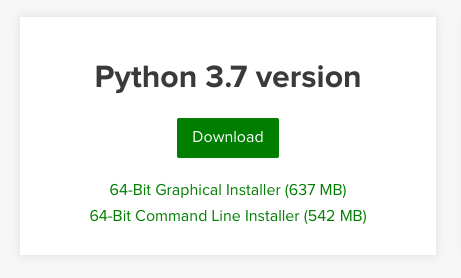 Python 3.7 version
Download
64-Bit Graphical Installer (637 MB)
64-Bit Command Line Installer (542 MB)